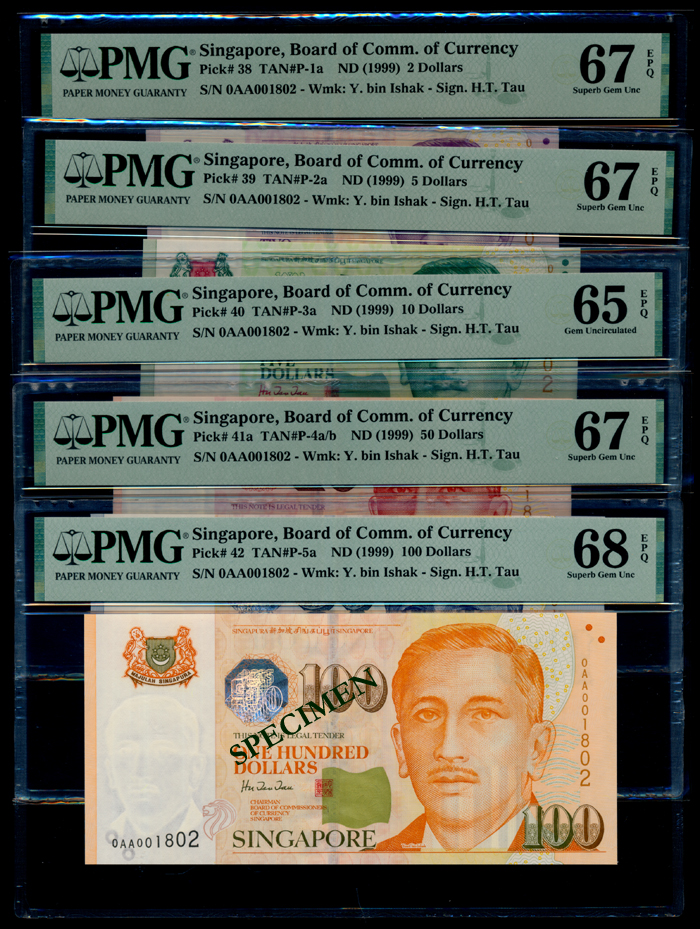 PMG®
PAPER MONEY GUARANTY
Singapore, Board of Comm. of Currency
Pick# 38 TAN#P-1a ND (1999) 2 Dollars
S/N 0AA001802 - Wmk: Y. bin Ishak - Sign. H.T. Tau
67 EPQ
Superb Gem Unc
PMG®
PAPER MONEY GUARANTY
Singapore, Board of Comm. of Currency
Pick# 39 TAN#P-2a ND (1999) 5 Dollars
S/N 0AA001802 - Wmk: Y. bin Ishak - Sign. H.T. Tau
67 EPQ
Superb Gem Unc
PMG®
PAPER MONEY GUARANTY
Singapore, Board of Comm. of Currency
Pick# 40 TAN#P-3a ND (1999) 10 Dollars
S/N 0AA001802 - Wmk: Y. bin Ishak - Sign. H.T. Tau
65 EPQ
Gem Uncirculated
DOLLARS
02
PMG®
PAPER MONEY GUARANTY
Singapore, Board of Comm. of Currency
Pick# 41a TAN#P-4a/b ND (1999) 50 Dollars
S/N 0AA001802 - Wmk: Y. bin Ishak - Sign. H.T. Tau
67 EPQ
Superb Gem Unc
THIS NOTE IS LEGAL TENDER
18
PMG®
PAPER MONEY GUARANTY
Singapore, Board of Comm. of Currency
Pick# 42 TAN#P-5a ND (1999) 100 Dollars
S/N 0AA001802 - Wmk: Y. bin Ishak - Sign. H.T. Tau
68 EPQ
Superb Gem Unc
MAJULAH SINGAPURA
SINGAPURA 新加坡 SINGAPORE
100
SPECIMEN
THIS NOTE IS LEGAL TENDER
ONE HUNDRED
DOLLARS
CHAIRMAN
BOARD OF COMMISSIONERS
OF CURRENCY
SINGAPORE
0AA001802
0AA001802
SINGAPORE
100